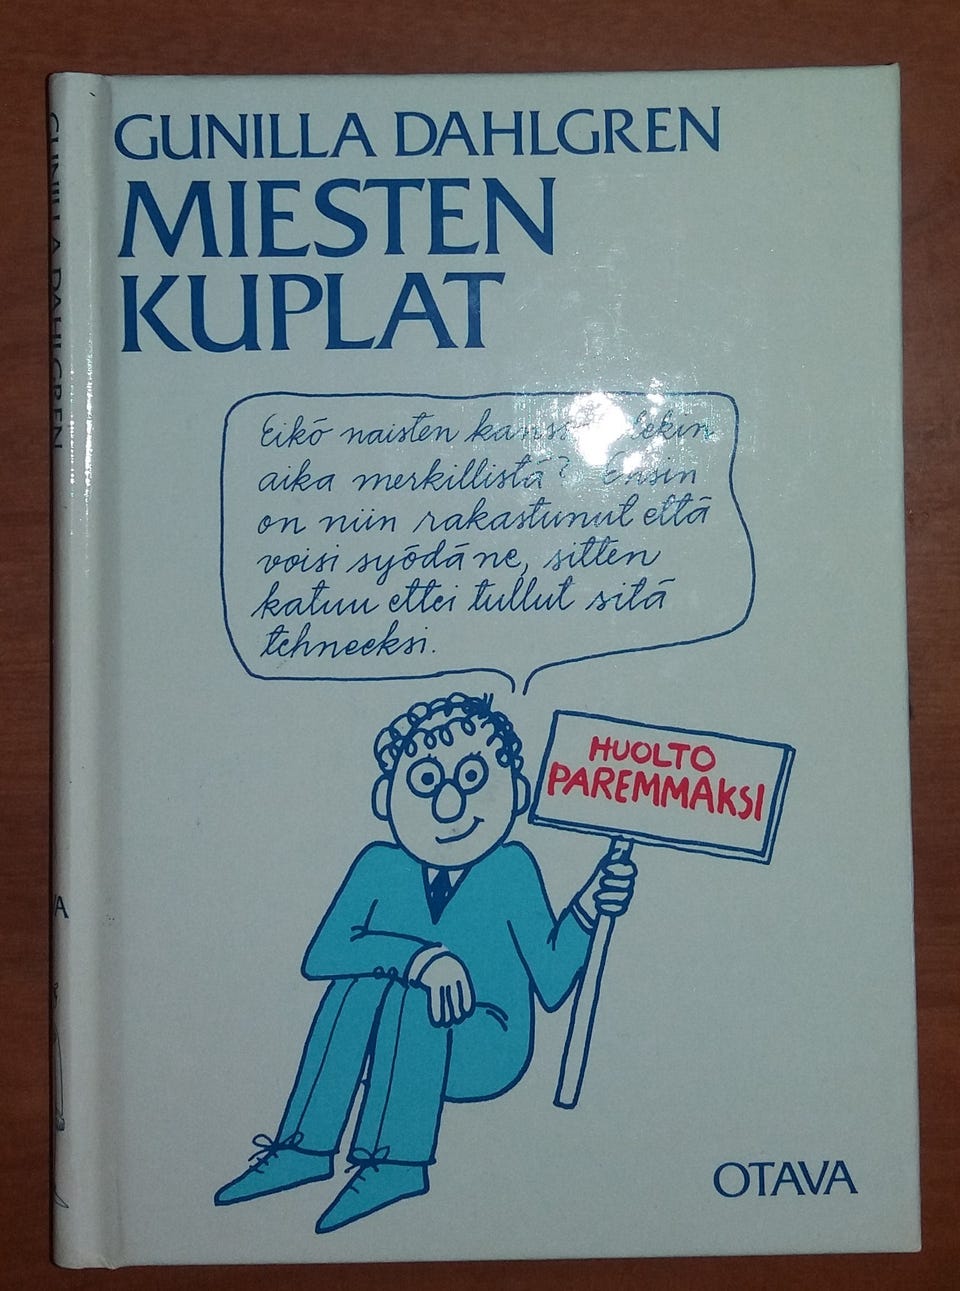 GUNILLA DAHLGREN
MIESTEN
KUPLAT
Eikö naisten
aika merkillistä? Ensin
on niin rakastunut että
voisi syödä ne, sitten
katuu ettei tullut sitä
tehneeksi.
HUOLTO
PAREMMAKSI
OTAVA
GUNILLA DAHLGREN